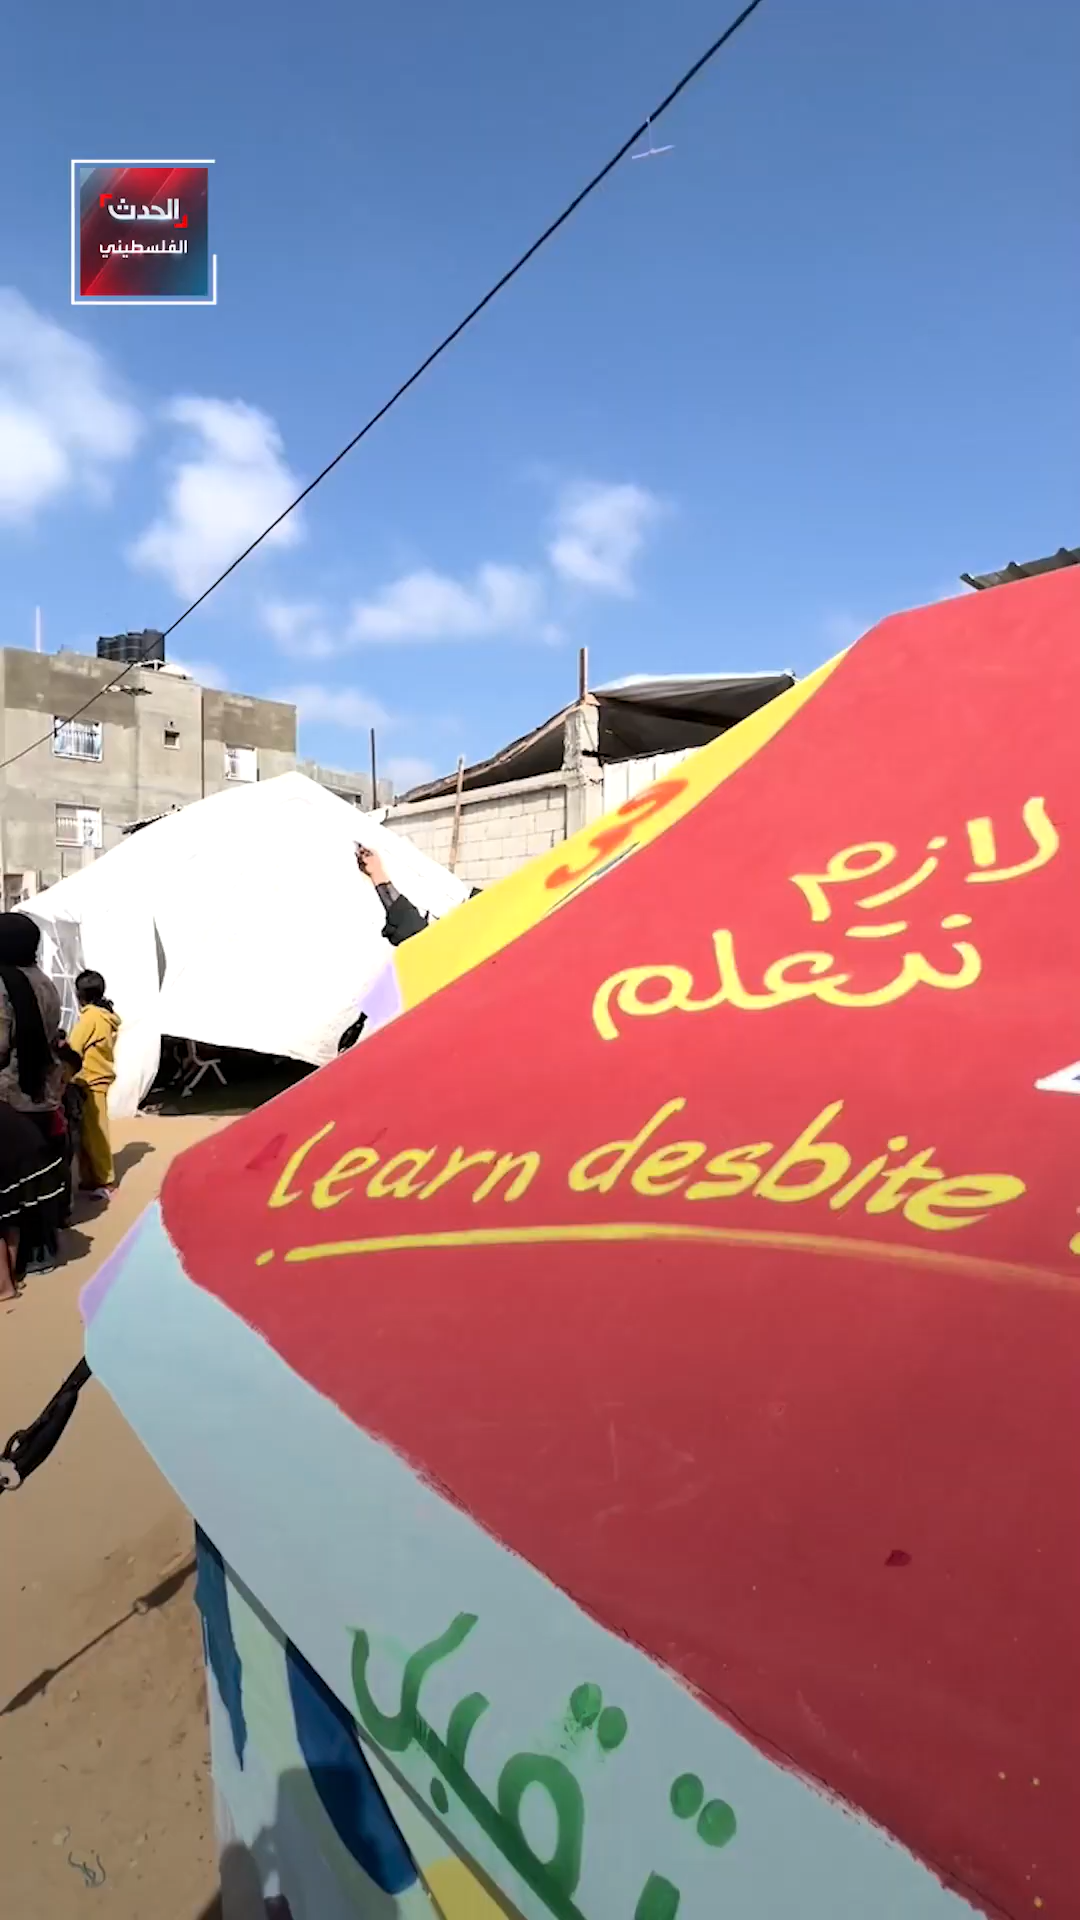 الحدث
الفلسطيني
لازم
نتعلم
learn desbite